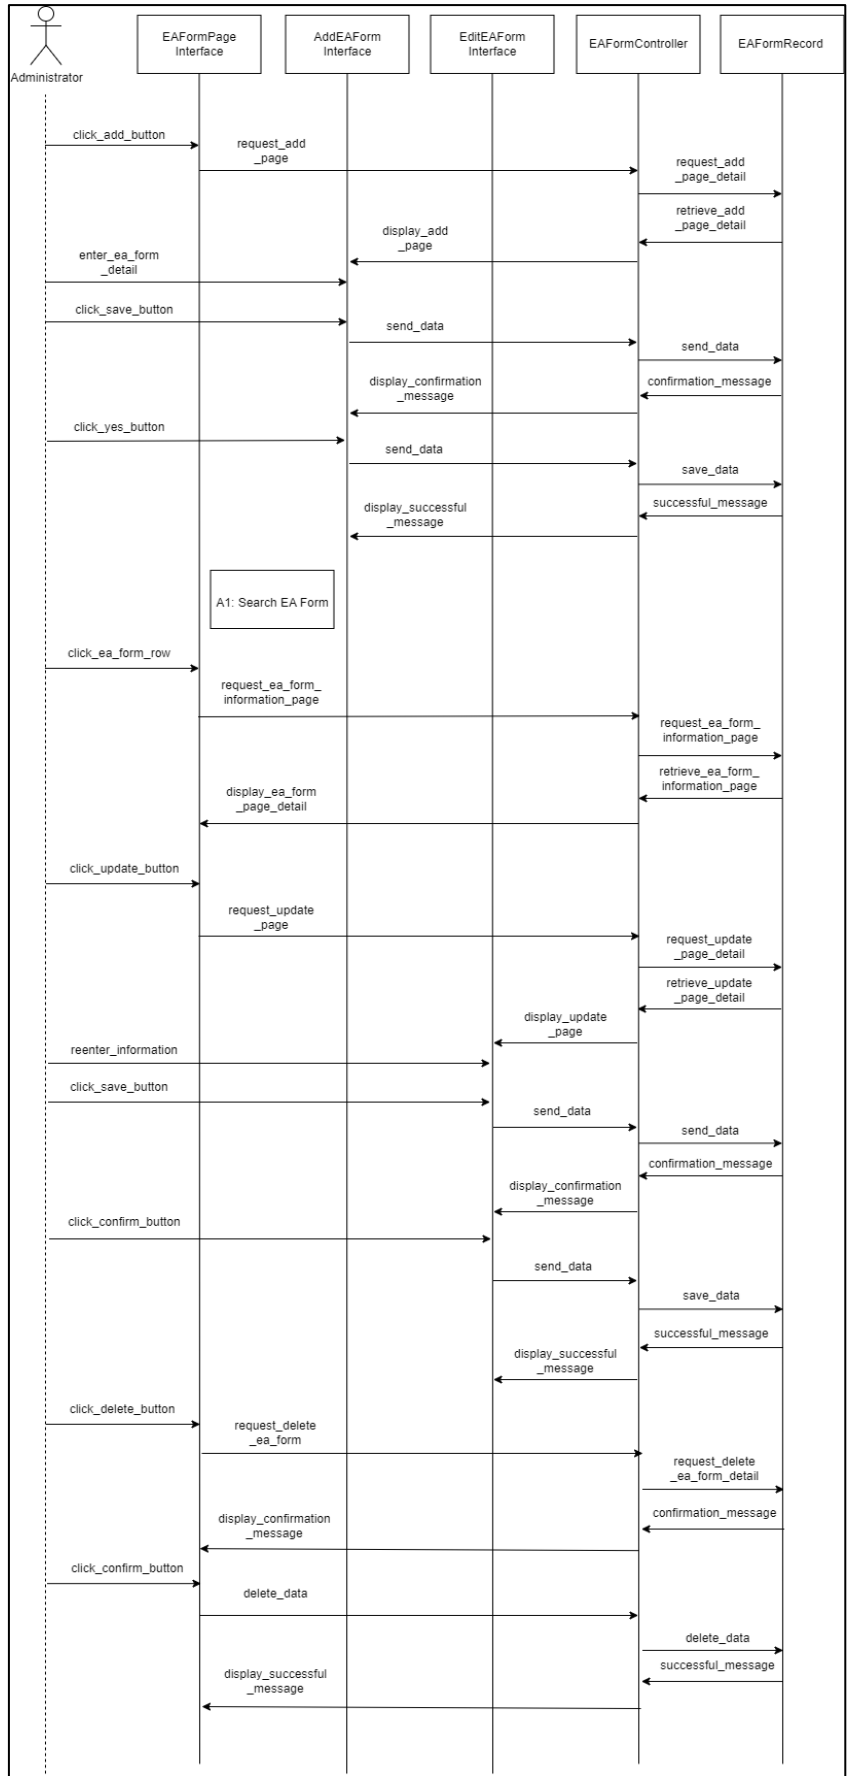 EAFormPage
Interface
AddEAForm
Interface
EditEAForm
Interface
EAFormController
EAFormRecord
Administrator
click_add_button
request_add
_page
request_add
_page_detail
retrieve_add
_page_detail
display_add
_page
enter_ea_form
_detail
click_save_button
send_data
send_data
confirmation_message
display_confirmation
_message
click_yes_button
send_data
save_data
successful_message
display_successful
_message
A1: Search EA Form
click_ea_form_row
request_ea_form_
information_page
request_ea_form_
information_page
retrieve_ea_form_
information_page
display_ea_form
_page_detail
click_update_button
request_update
_page
request_update
_page_detail
retrieve_update
_page_detail
display_update
_page
reenter_information
click_save_button
send_data
send_data
confirmation_message
display_confirmation
_message
click_confirm_button
send_data
save_data
successful_message
display_successful
_message
click_delete_button
request_delete
_ea_form
request_delete
_ea_form_detail
confirmation_message
display_confirmation
_message
click_confirm_button
delete_data
delete_data
successful_message
display_successful
_message